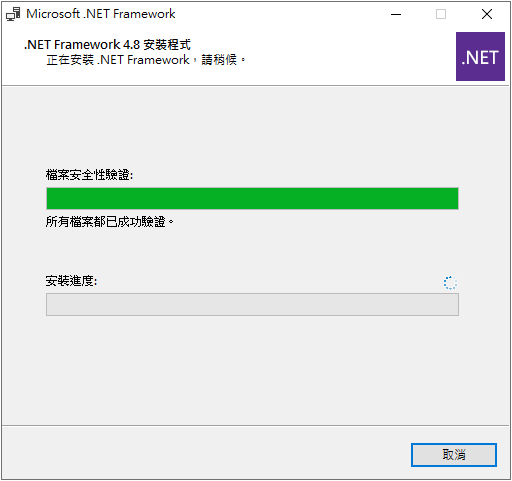 Microsoft .NET Framework
.NET Framework 4.8 安裝程式
正在安裝 .NET Framework，請稍候。
.NET
檔案安全性驗證:
所有檔案都已成功驗證。
安裝進度:
取消